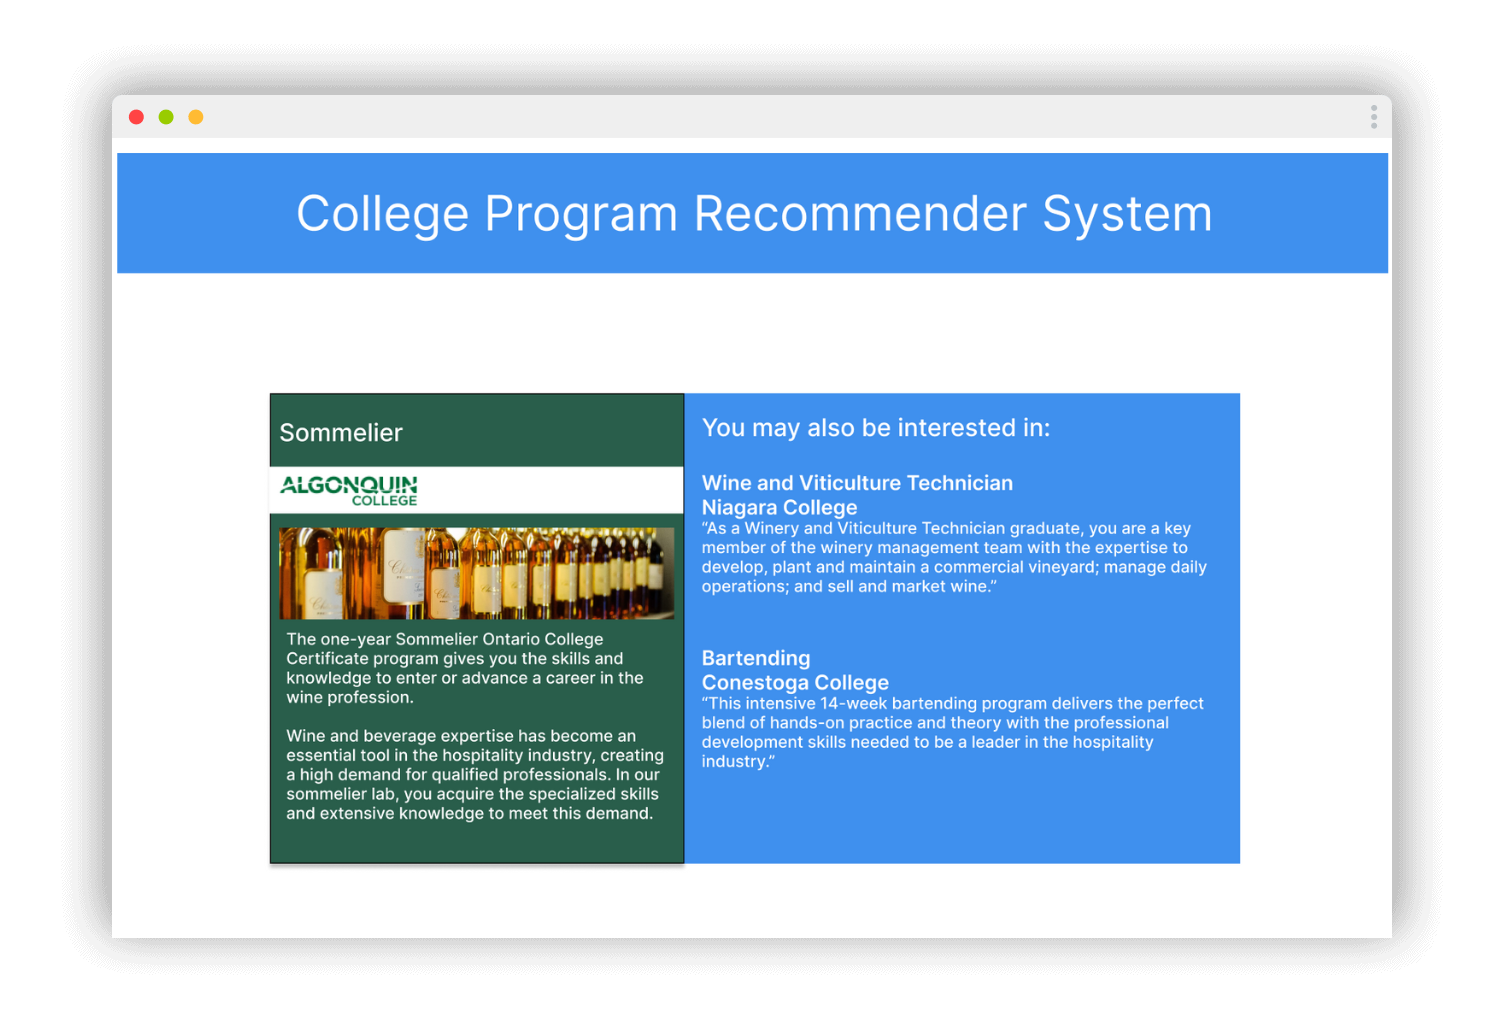 College Program Recommender System
Sommelier
ALGONQUIN
COLLEGE
The one-year Sommelier Ontario College
Certificate program gives you the skills and
knowledge to enter or advance a career in the
wine profession.
Wine and beverage expertise has become an
essential tool in the hospitality industry, creating
a high demand for qualified professionals. In our
sommelier lab, you acquire the specialized skills
and extensive knowledge to meet this demand.
You may also be interested in:
Wine and Viticulture Technician
Niagara College
“As a Winery and Viticulture Technician graduate, you are a key
member of the winery management team with the expertise to
develop, plant and maintain a commercial vineyard; manage daily
operations; and sell and market wine.”
Bartending
Conestoga College
“This intensive 14-week bartending program delivers the perfect
blend of hands-on practice and theory with the professional
development skills needed to be a leader in the hospitality
industry.”